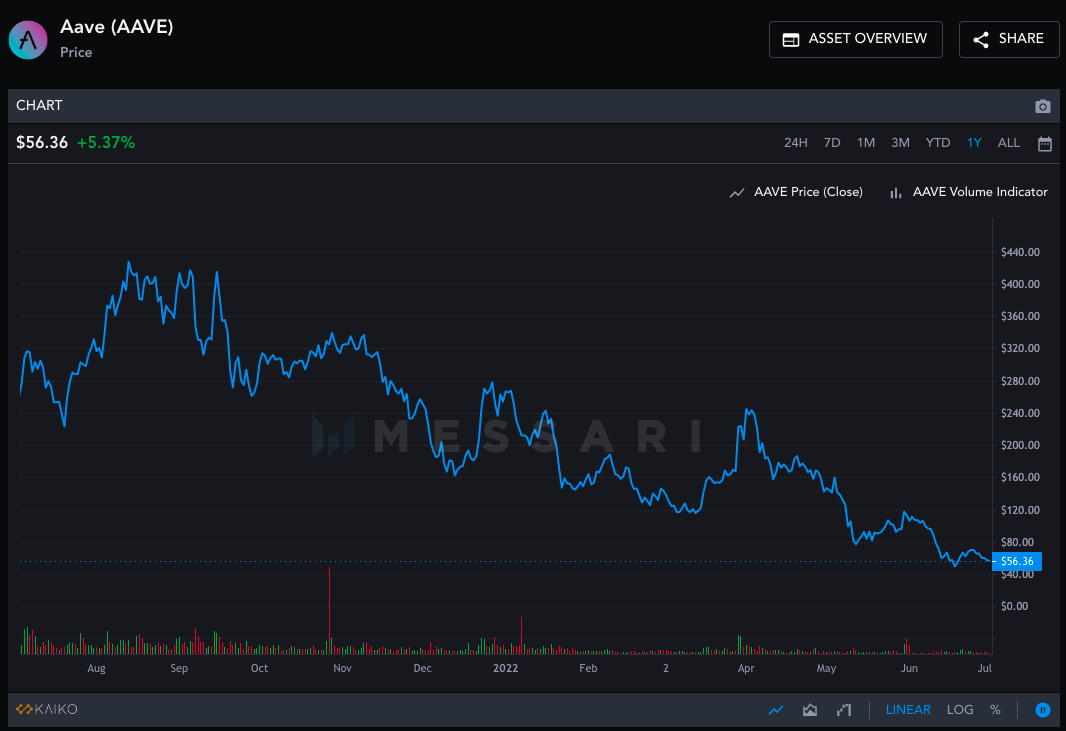 Aave (AAVE)
Price
ASSET OVERVIEW
SHARE
CHART
$56.36 +5.37%
24H 7D 1M 3M YTD 1Y ALL
AAVE Price (Close) AAVE Volume Indicator
$440.00
$400.00
$360.00
$320.00
$280.00
$240.00
MESSARI
$200.00
$160.00
$120.00
$80.00
$56.36
$40.00
$0.00
Aug Sep Oct Nov Dec 2022 Feb 2 Apr May Jun Jul
KAIKO
LINEAR LOG %